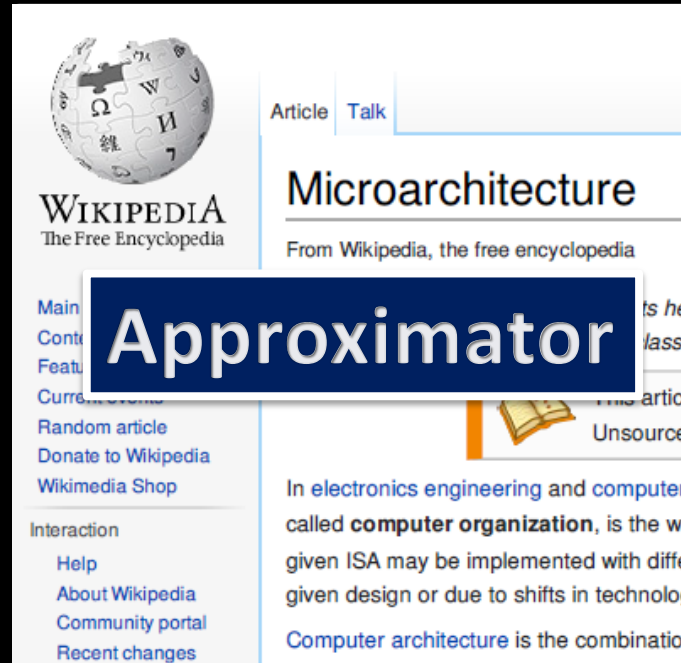 WIKIPEDIA
The Free Encyclopedia
Article Talk
Microarchitecture
From Wikipedia, the free encyclopedia
Main
Approximator
Random article
Donate to Wikipedia
Wikimedia Shop
Interaction
Help
About Wikipedia
Community portal
Recent changes
In electronics engineering and computer
called computer organization, is the w
given ISA may be implemented with diffe
given design or due to shifts in technolo
Computer architecture is the combinatio